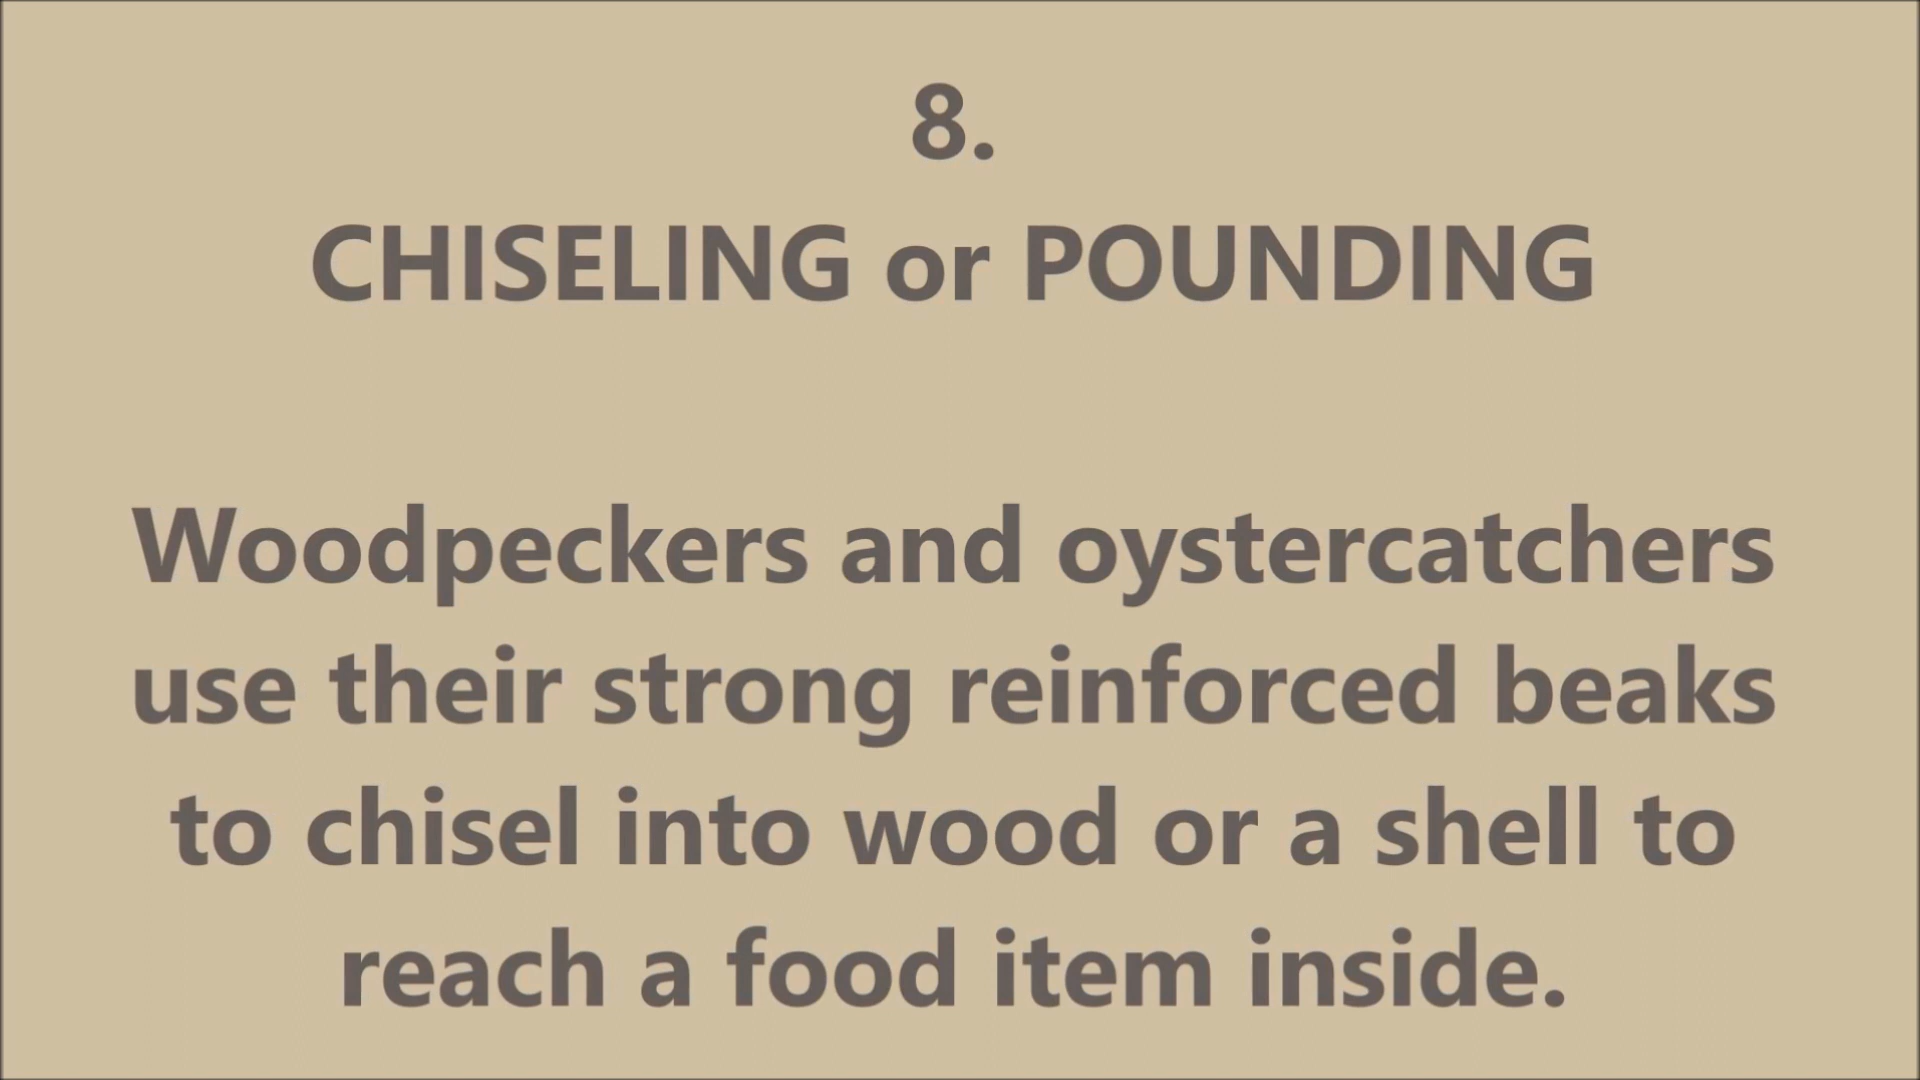 8.
CHISELING or POUNDING
Woodpeckers and oystercatchers
use their strong reinforced beaks
to chisel into wood or a shell to
reach a food item inside.